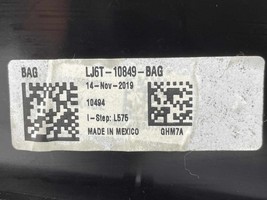 BAG LJ6T-10849-BAG
14-Nov-2019
10494
I-Step: L575
MADE IN MEXICO GHM7A